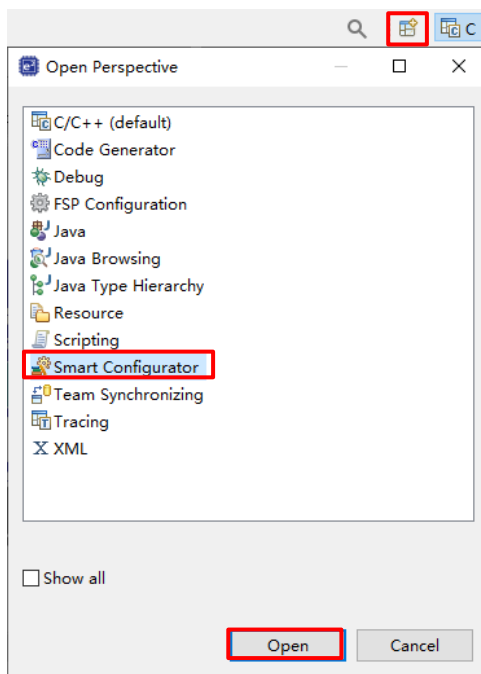 C
Open Perspective
C/C++ (default)
Code Generator
Debug
FSP Configuration
Java
Java Browsing
Java Type Hierarchy
Resource
Scripting
Smart Configurator
Team Synchronizing
Tracing
X XML
Show all
Open Cancel